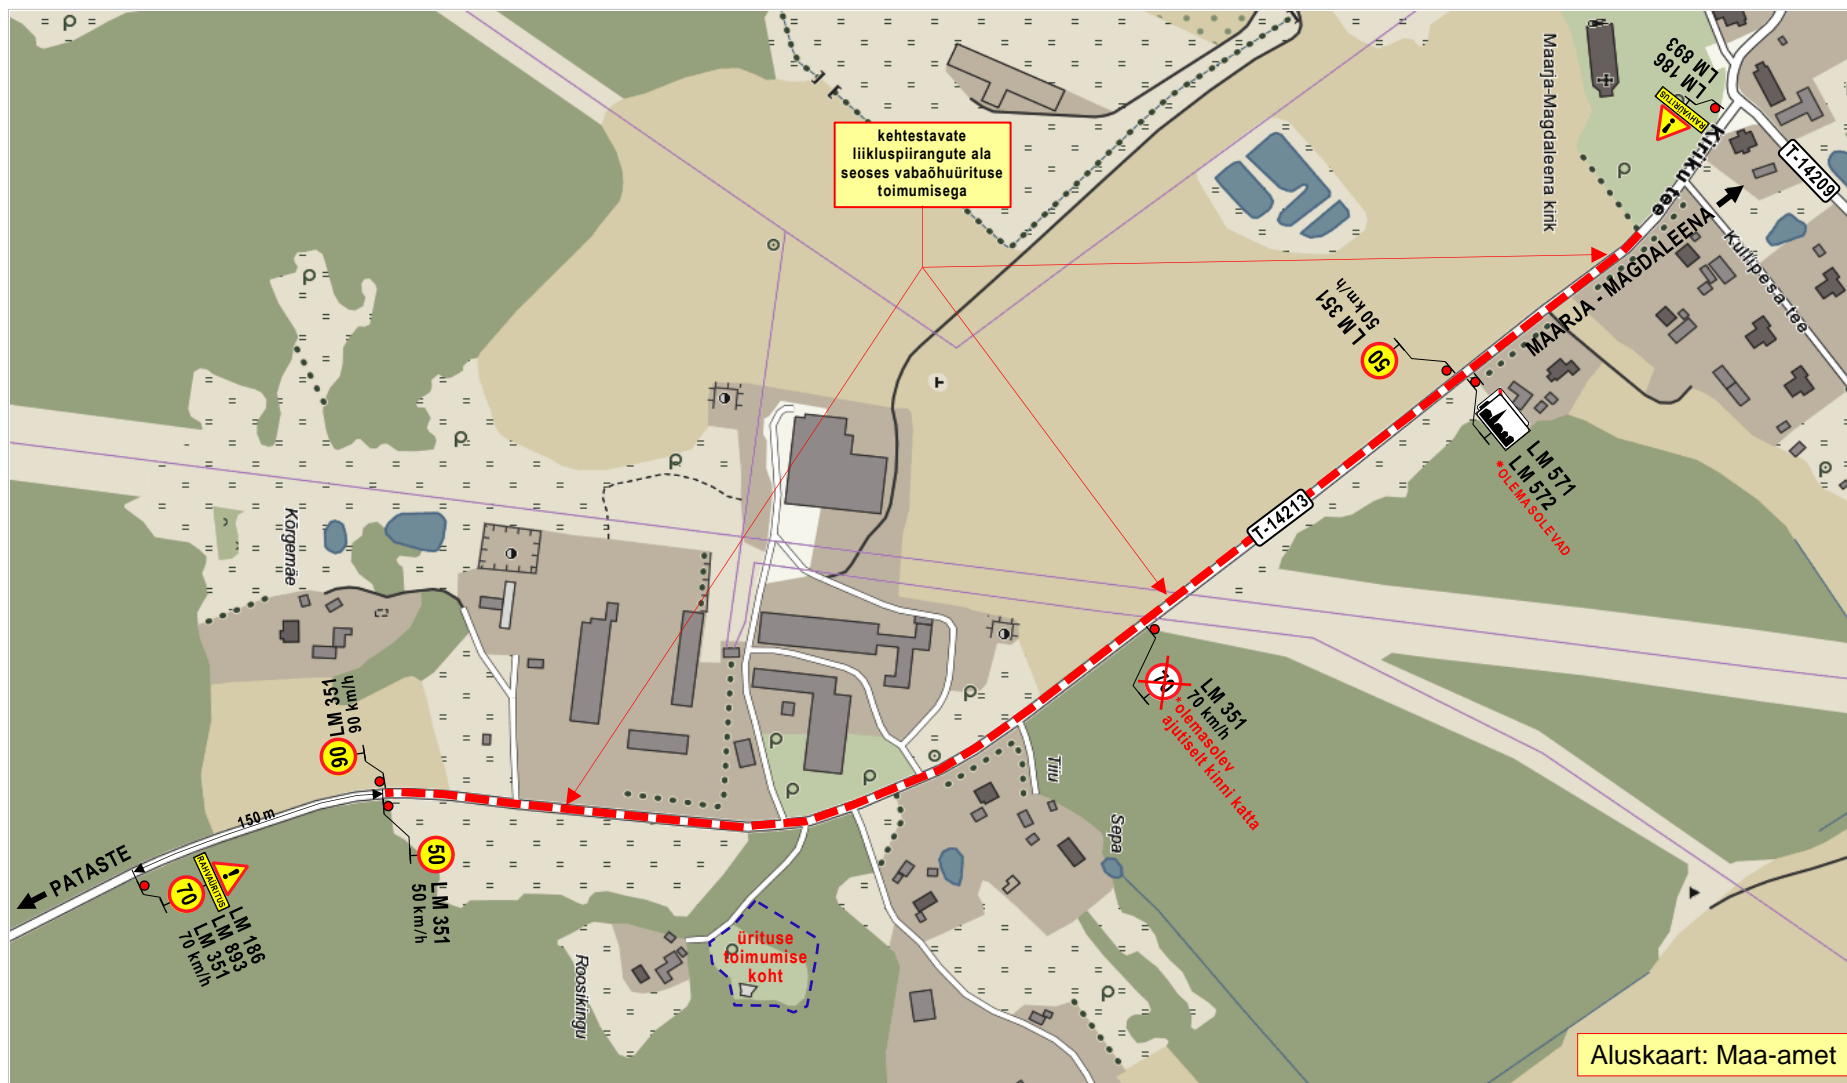 kehtestavate
liikluspiirangute ala
seoses vabaõhuürituse
toimumisega
Maarja-Magdaleena kirik
LM 186
LM 893
RAHVAÜRITUS
Kiriku tee
T-14209
MAARJA - MAGDALEENA
Kullipesa tee
LM 351
50 km/h
50
LM 571
LM 572
*OLEMASOLEVAD
T-14213
70
LM 351
70 km/h
*olemasolev
ajutiselt kinni katta
Kõrgemäe
LM 351
90 km/h
90
150 m
PATASTE
RAHVAÜRITUS
70
LM 186
LM 893
LM 351
70 km/h
50
LM 351
50 km/h
Tiiu
Sepa
Roosikingu
ürituse
toimumise
koht
Aluskaart: Maa-amet